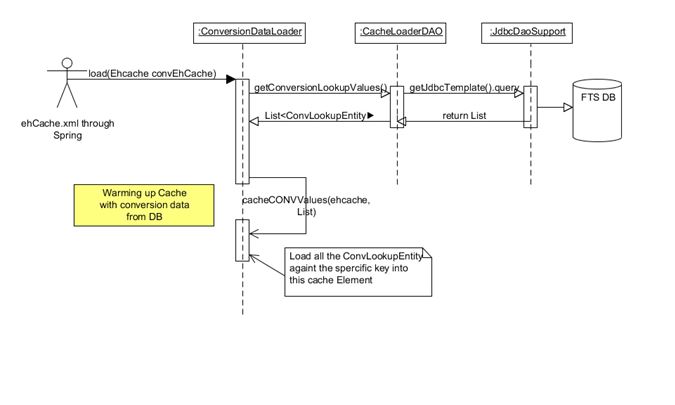 :ConversionDataLoader
:CacheLoaderDAO
:JdbcDaoSupport
load(Ehcache convEhCache)
getConversionLookupValues()
getJdbcTemplate().query
FTS DB
List<ConvLookupEntity>
return List
ehCache.xml through
Spring
Warming up Cache
with conversion data
from DB
cacheCONVValues(ehcache,
List)
Load all the ConvLookupEntity
againt the spercific key into
this cache Element